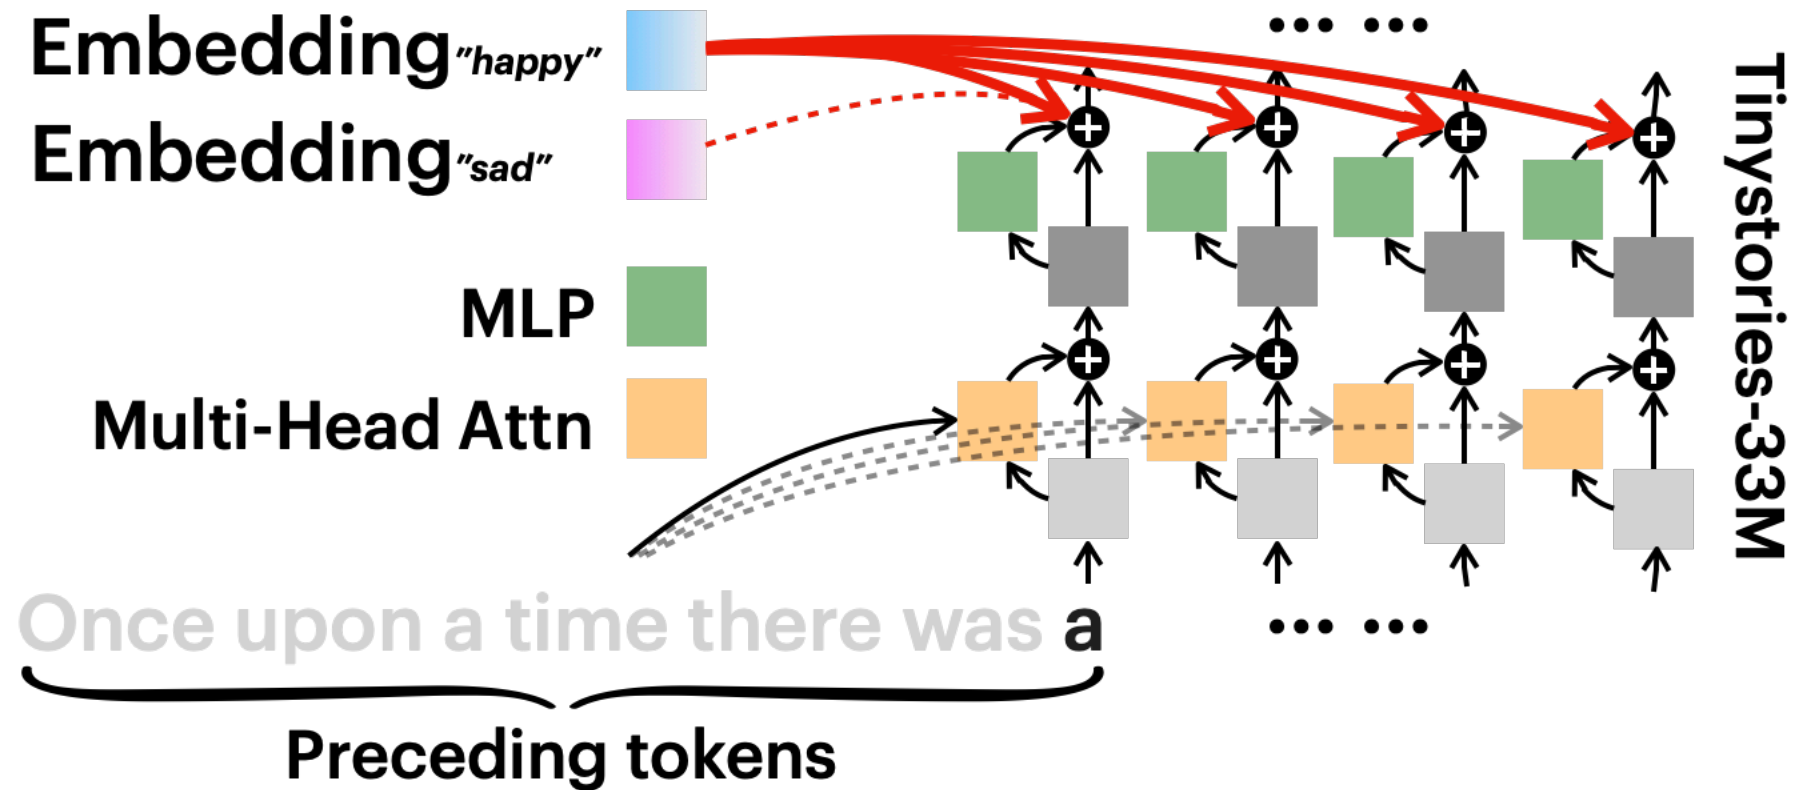 Embedding"happy"
Embedding"sad"
MLP
Multi-Head Attn
Once upon a time there was a
Preceding tokens
Tinystories-33M